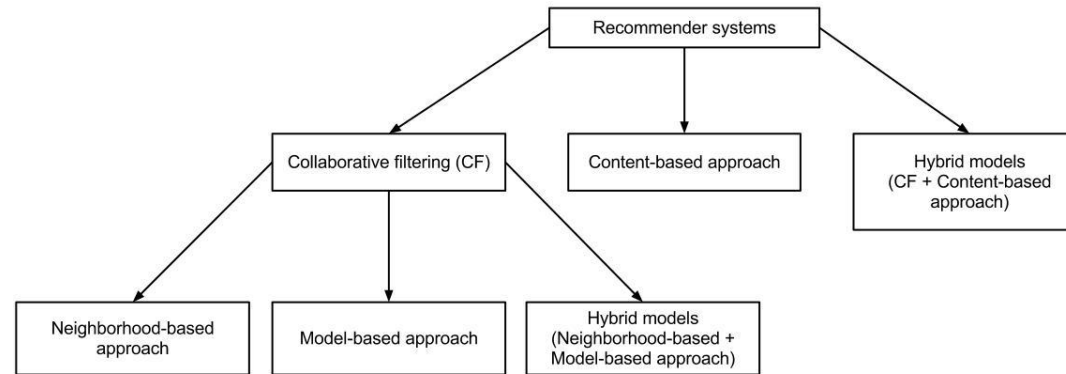 Recommender systems
Collaborative filtering (CF)
Content-based approach
Hybrid models
(CF + Content-based
approach)
Neighborhood-based
approach
Model-based approach
Hybrid models
(Neighborhood-based +
Model-based approach)